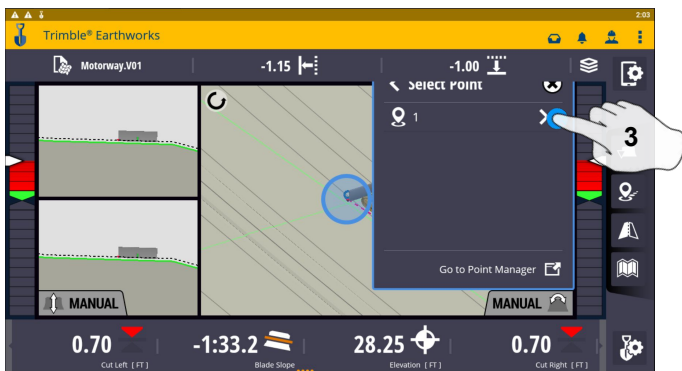 2:03
Trimble® Earthworks
Motorway.V01
-1.15
-1.00
Select Point
1
3
Go to Point Manager
MANUAL
MANUAL
0.70
-1:33.2
28.25
0.70
Cut Left [ FT ]
Blade Slope
Elevation [ FT ]
Cut Right [ FT ]